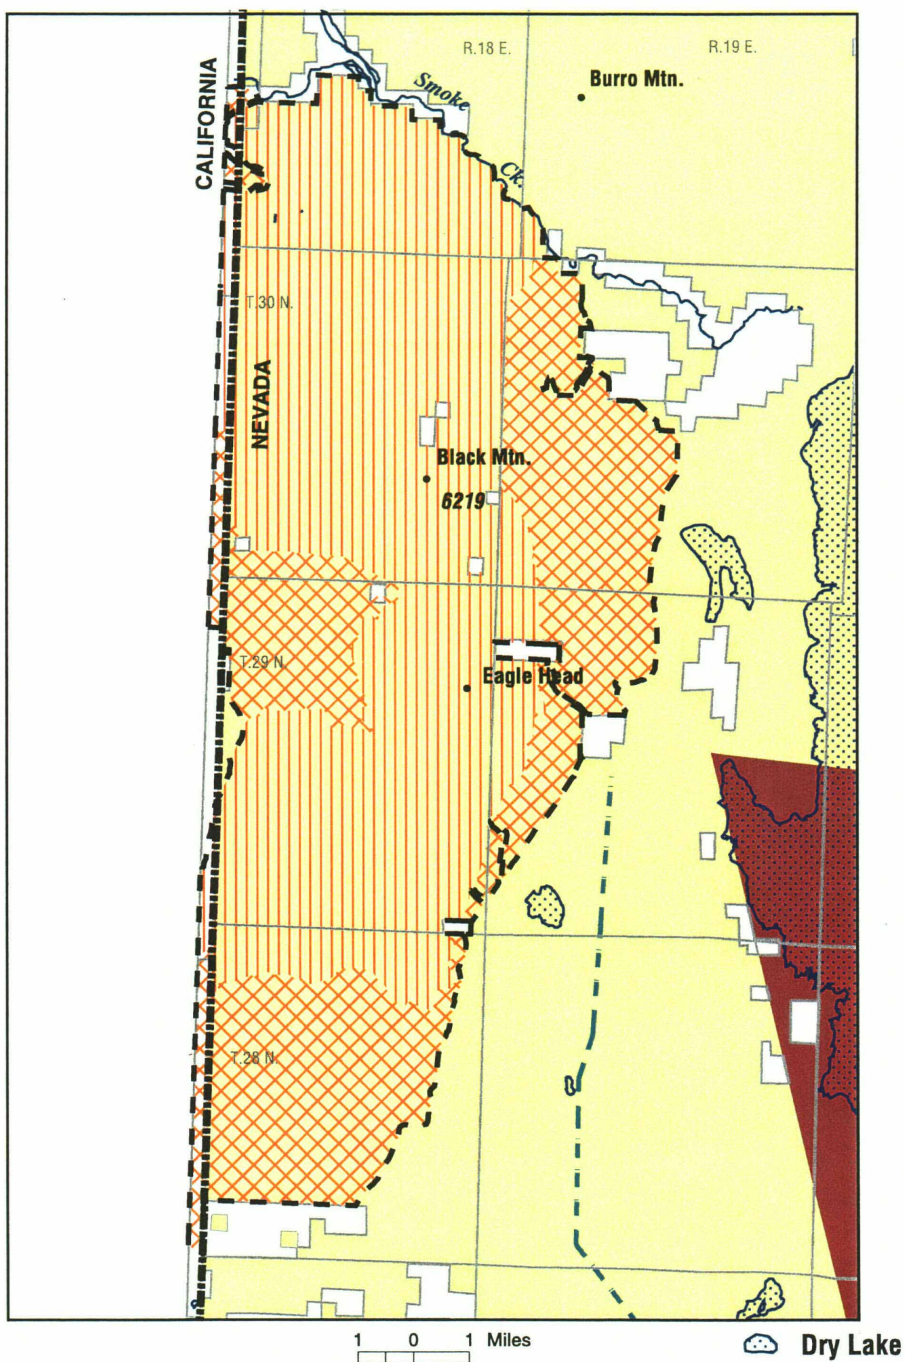 R.18 E.
R.19 E.
Burro Mtn.
Smoke
Ck.
CALIFORNIA
T.30 N.
NEVADA
Black Mtn.
6219
T.29 N.
Eagle Head
T.28 N.
1 0 1 Miles
Dry Lake